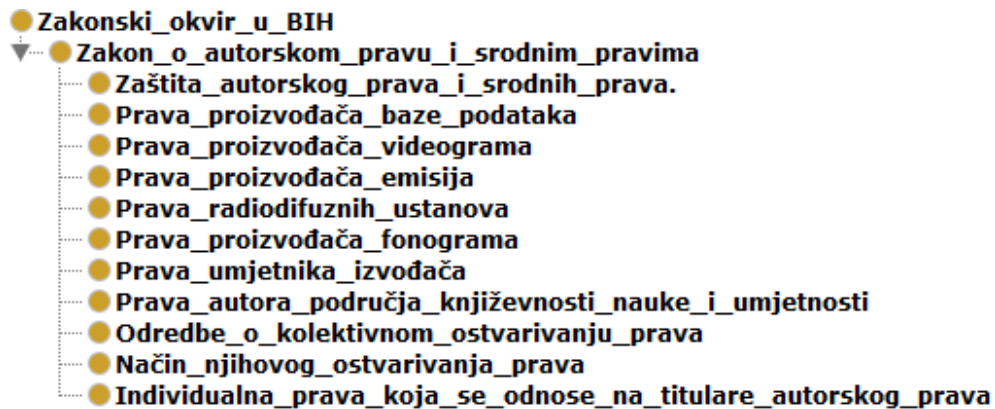 Zakonski_okvir_u_BIH
Zakon_o_autorskom_pravu_i_srodnim_pravima
Zaštita_autorskog_prava_i_srodnih_prava.
Prava_proizvođača_baze_podataka
Prava_proizvođača_videograma
Prava_proizvođača_emisija
Prava_radiodifuznih_ustanova
Prava_proizvođača_fonograma
Prava_umjetnika_izvođača
Prava_autora_područja_književnosti_nauke_i_umjetnosti
Odredbe_o_kolektivnom_ostvarivanju_prava
Način_njihovog_ostvarivanja_prava
Individualna_prava_koja_se_odnose_na_titulare_autorskog_prava